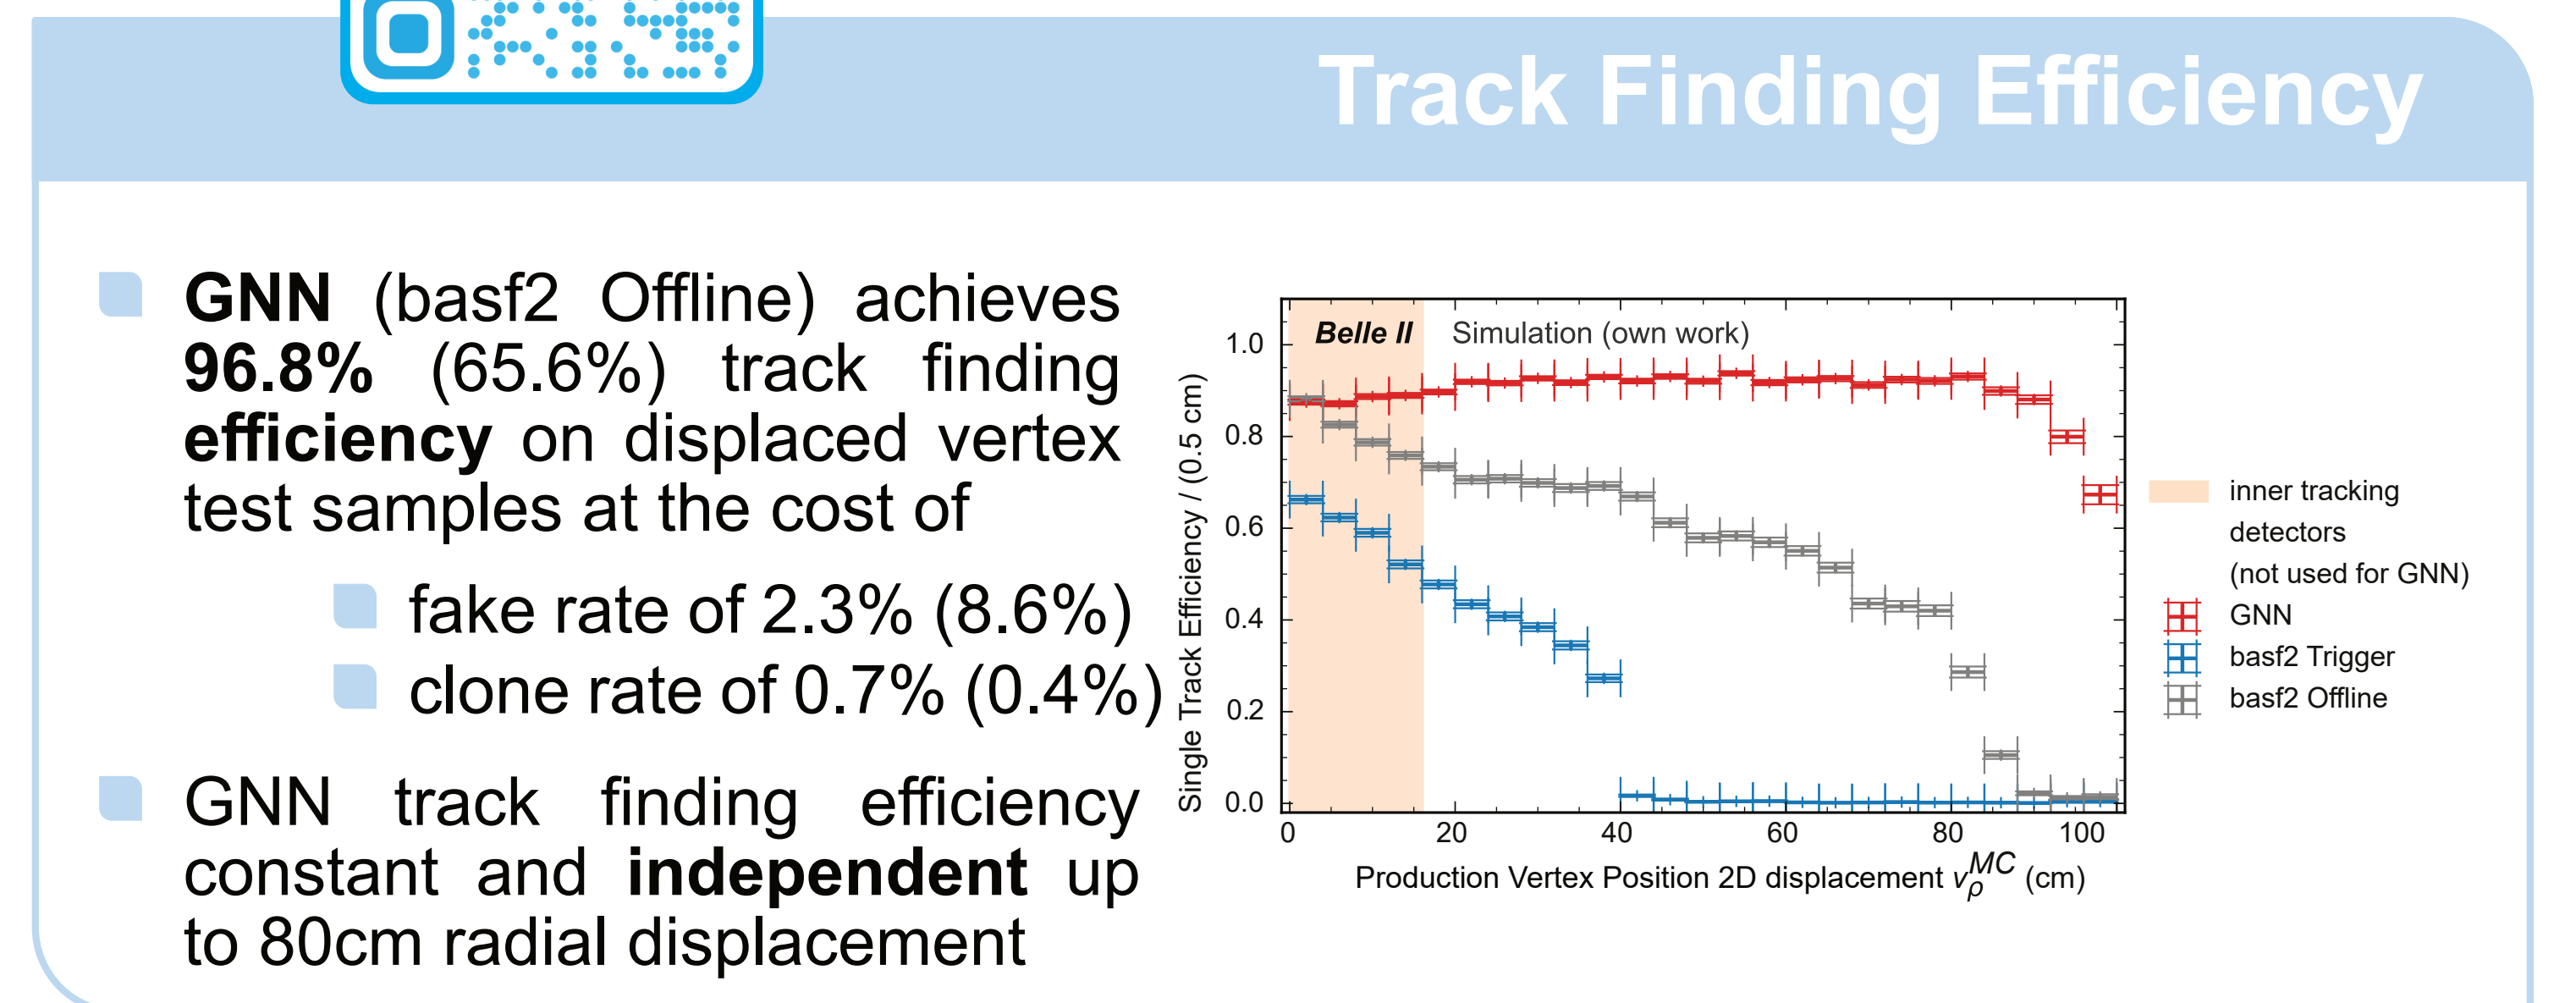 Track Finding Efficiency
GNN (basf2 Offline) achieves
96.8% (65.6%) track finding
efficiency on displaced vertex
test samples at the cost of
fake rate of 2.3% (8.6%)
clone rate of 0.7% (0.4%)
GNN track finding efficiency
constant and independent up
to 80cm radial displacement
Single Track Efficiency / (0.5 cm)
1.0
0.8
0.6
0.4
0.2
0.0
Belle II Simulation (own work)
0 20 40 60 80 100
Production Vertex Position 2D displacement v_ρ^MC (cm)
inner tracking
detectors
(not used for GNN)
GNN
basf2 Trigger
basf2 Offline